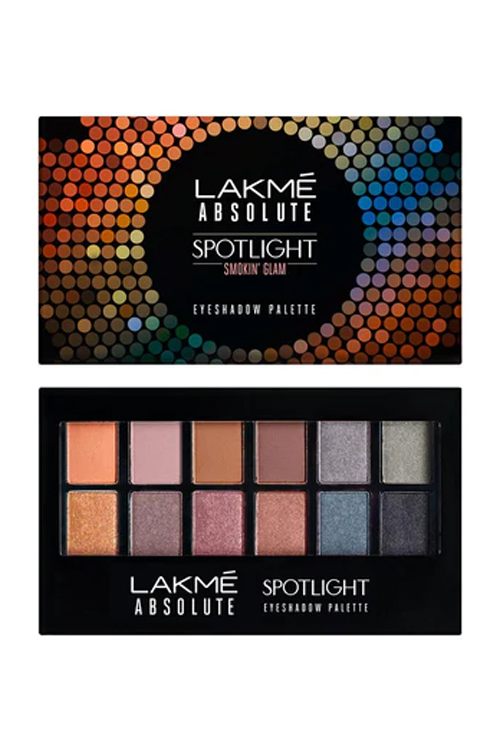 LAKMÉ
ABSOLUTE
SPOTLIGHT
SMOKIN' GLAM
EYESHADOW PALETTE
LAKMÉ SPOTLIGHT
ABSOLUTE EYESHADOW PALETTE